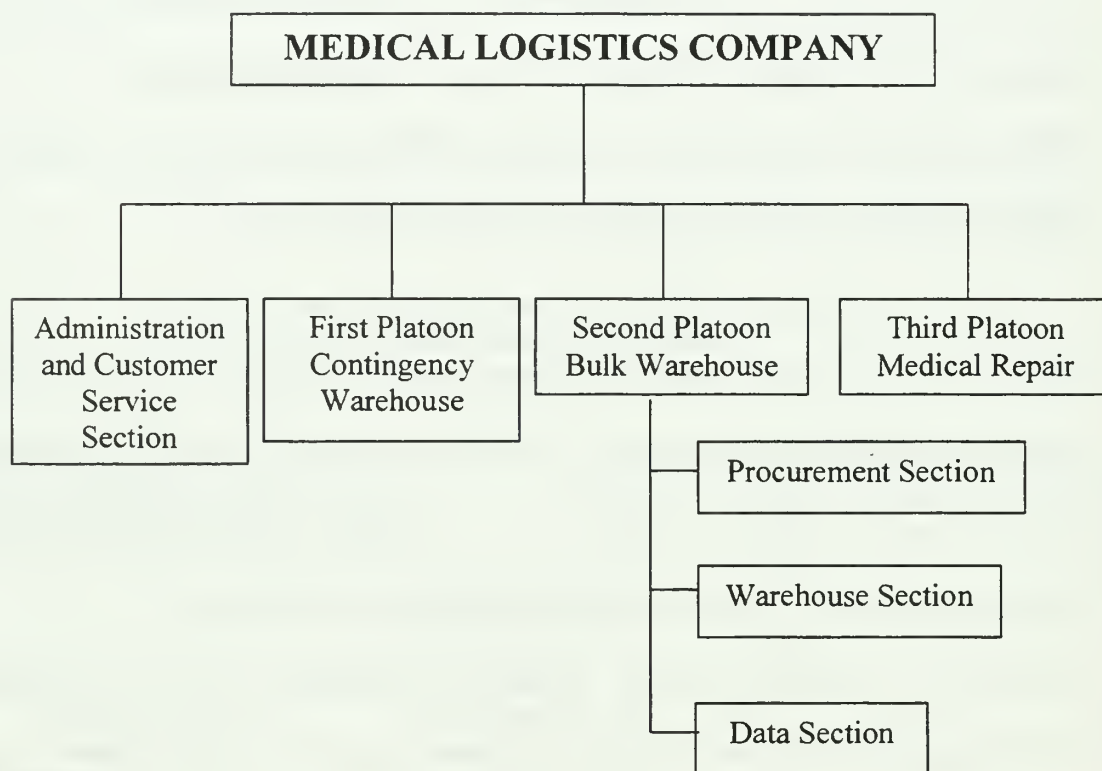 MEDICAL LOGISTICS COMPANY
Administration
and Customer
Service
Section
First Platoon
Contingency
Warehouse
Second Platoon
Bulk Warehouse
Third Platoon
Medical Repair
Procurement Section
Warehouse Section
Data Section